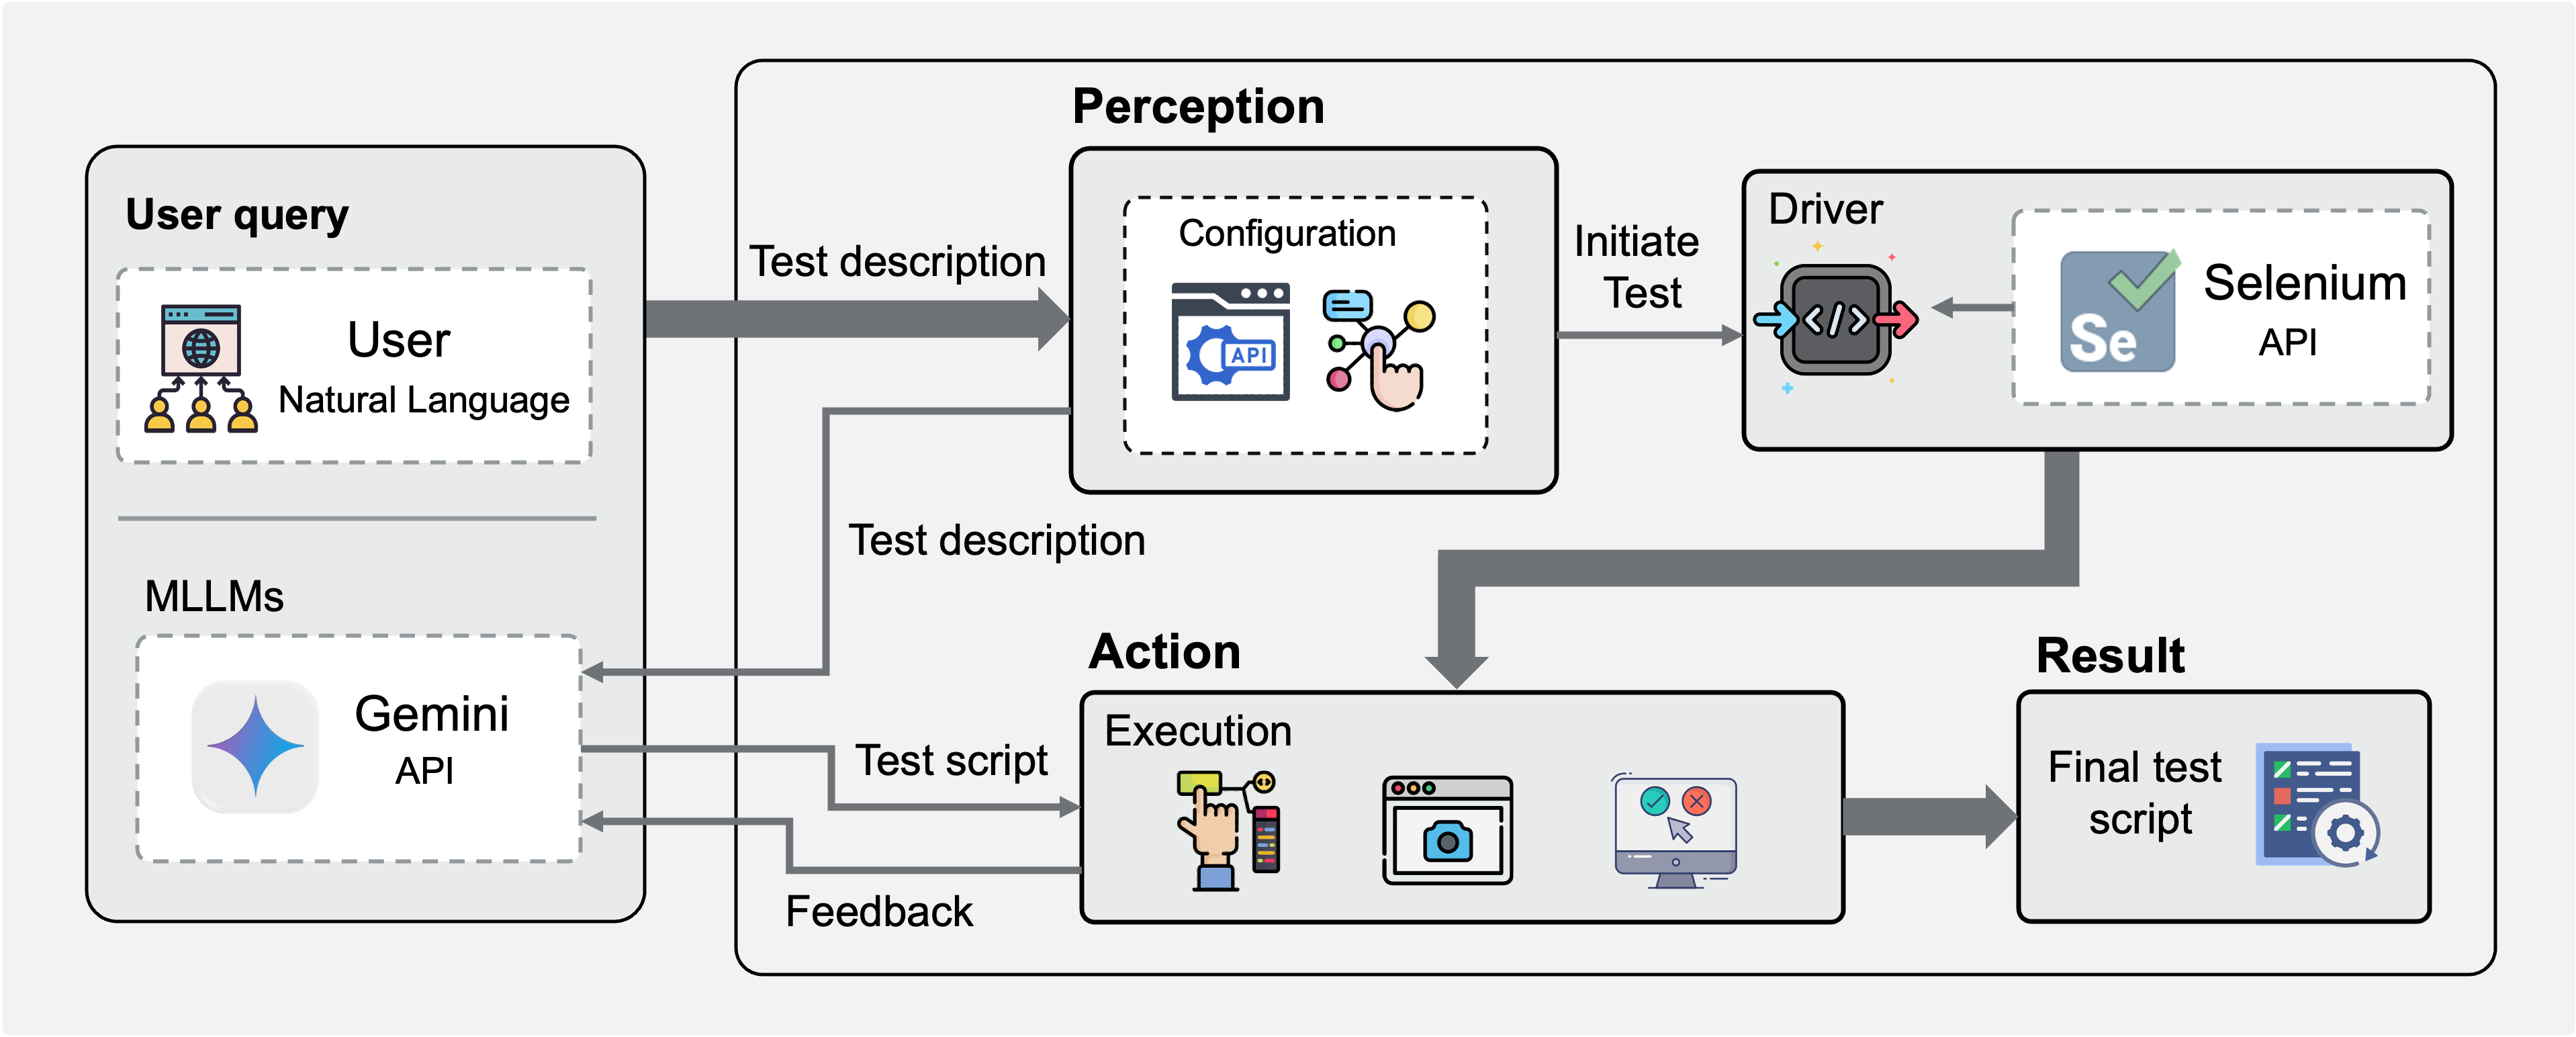 Perception
User query
User
Natural Language
Test description
Configuration
API
Initiate
Test
Driver
Se
Selenium
API
Test description
MLLMs
Gemini
API
Test script
Feedback
Action
Execution
Result
Final test
script